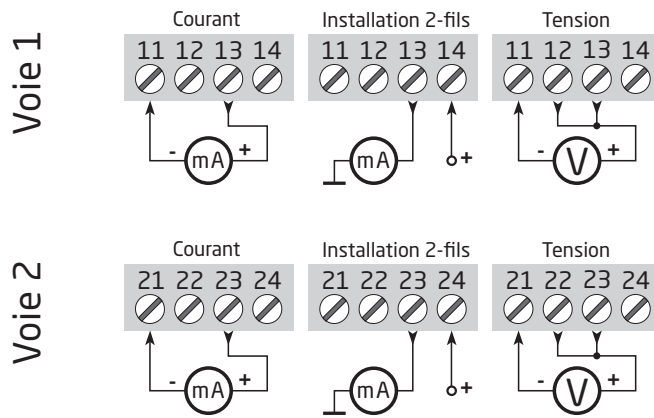 Voie 1
Courant
11 12 13 14
- mA +
Installation 2-fils
11 12 13 14
mA +
Tension
11 12 13 14
- V +
Voie 2
Courant
21 22 23 24
- mA +
Installation 2-fils
21 22 23 24
mA +
Tension
21 22 23 24
- V +